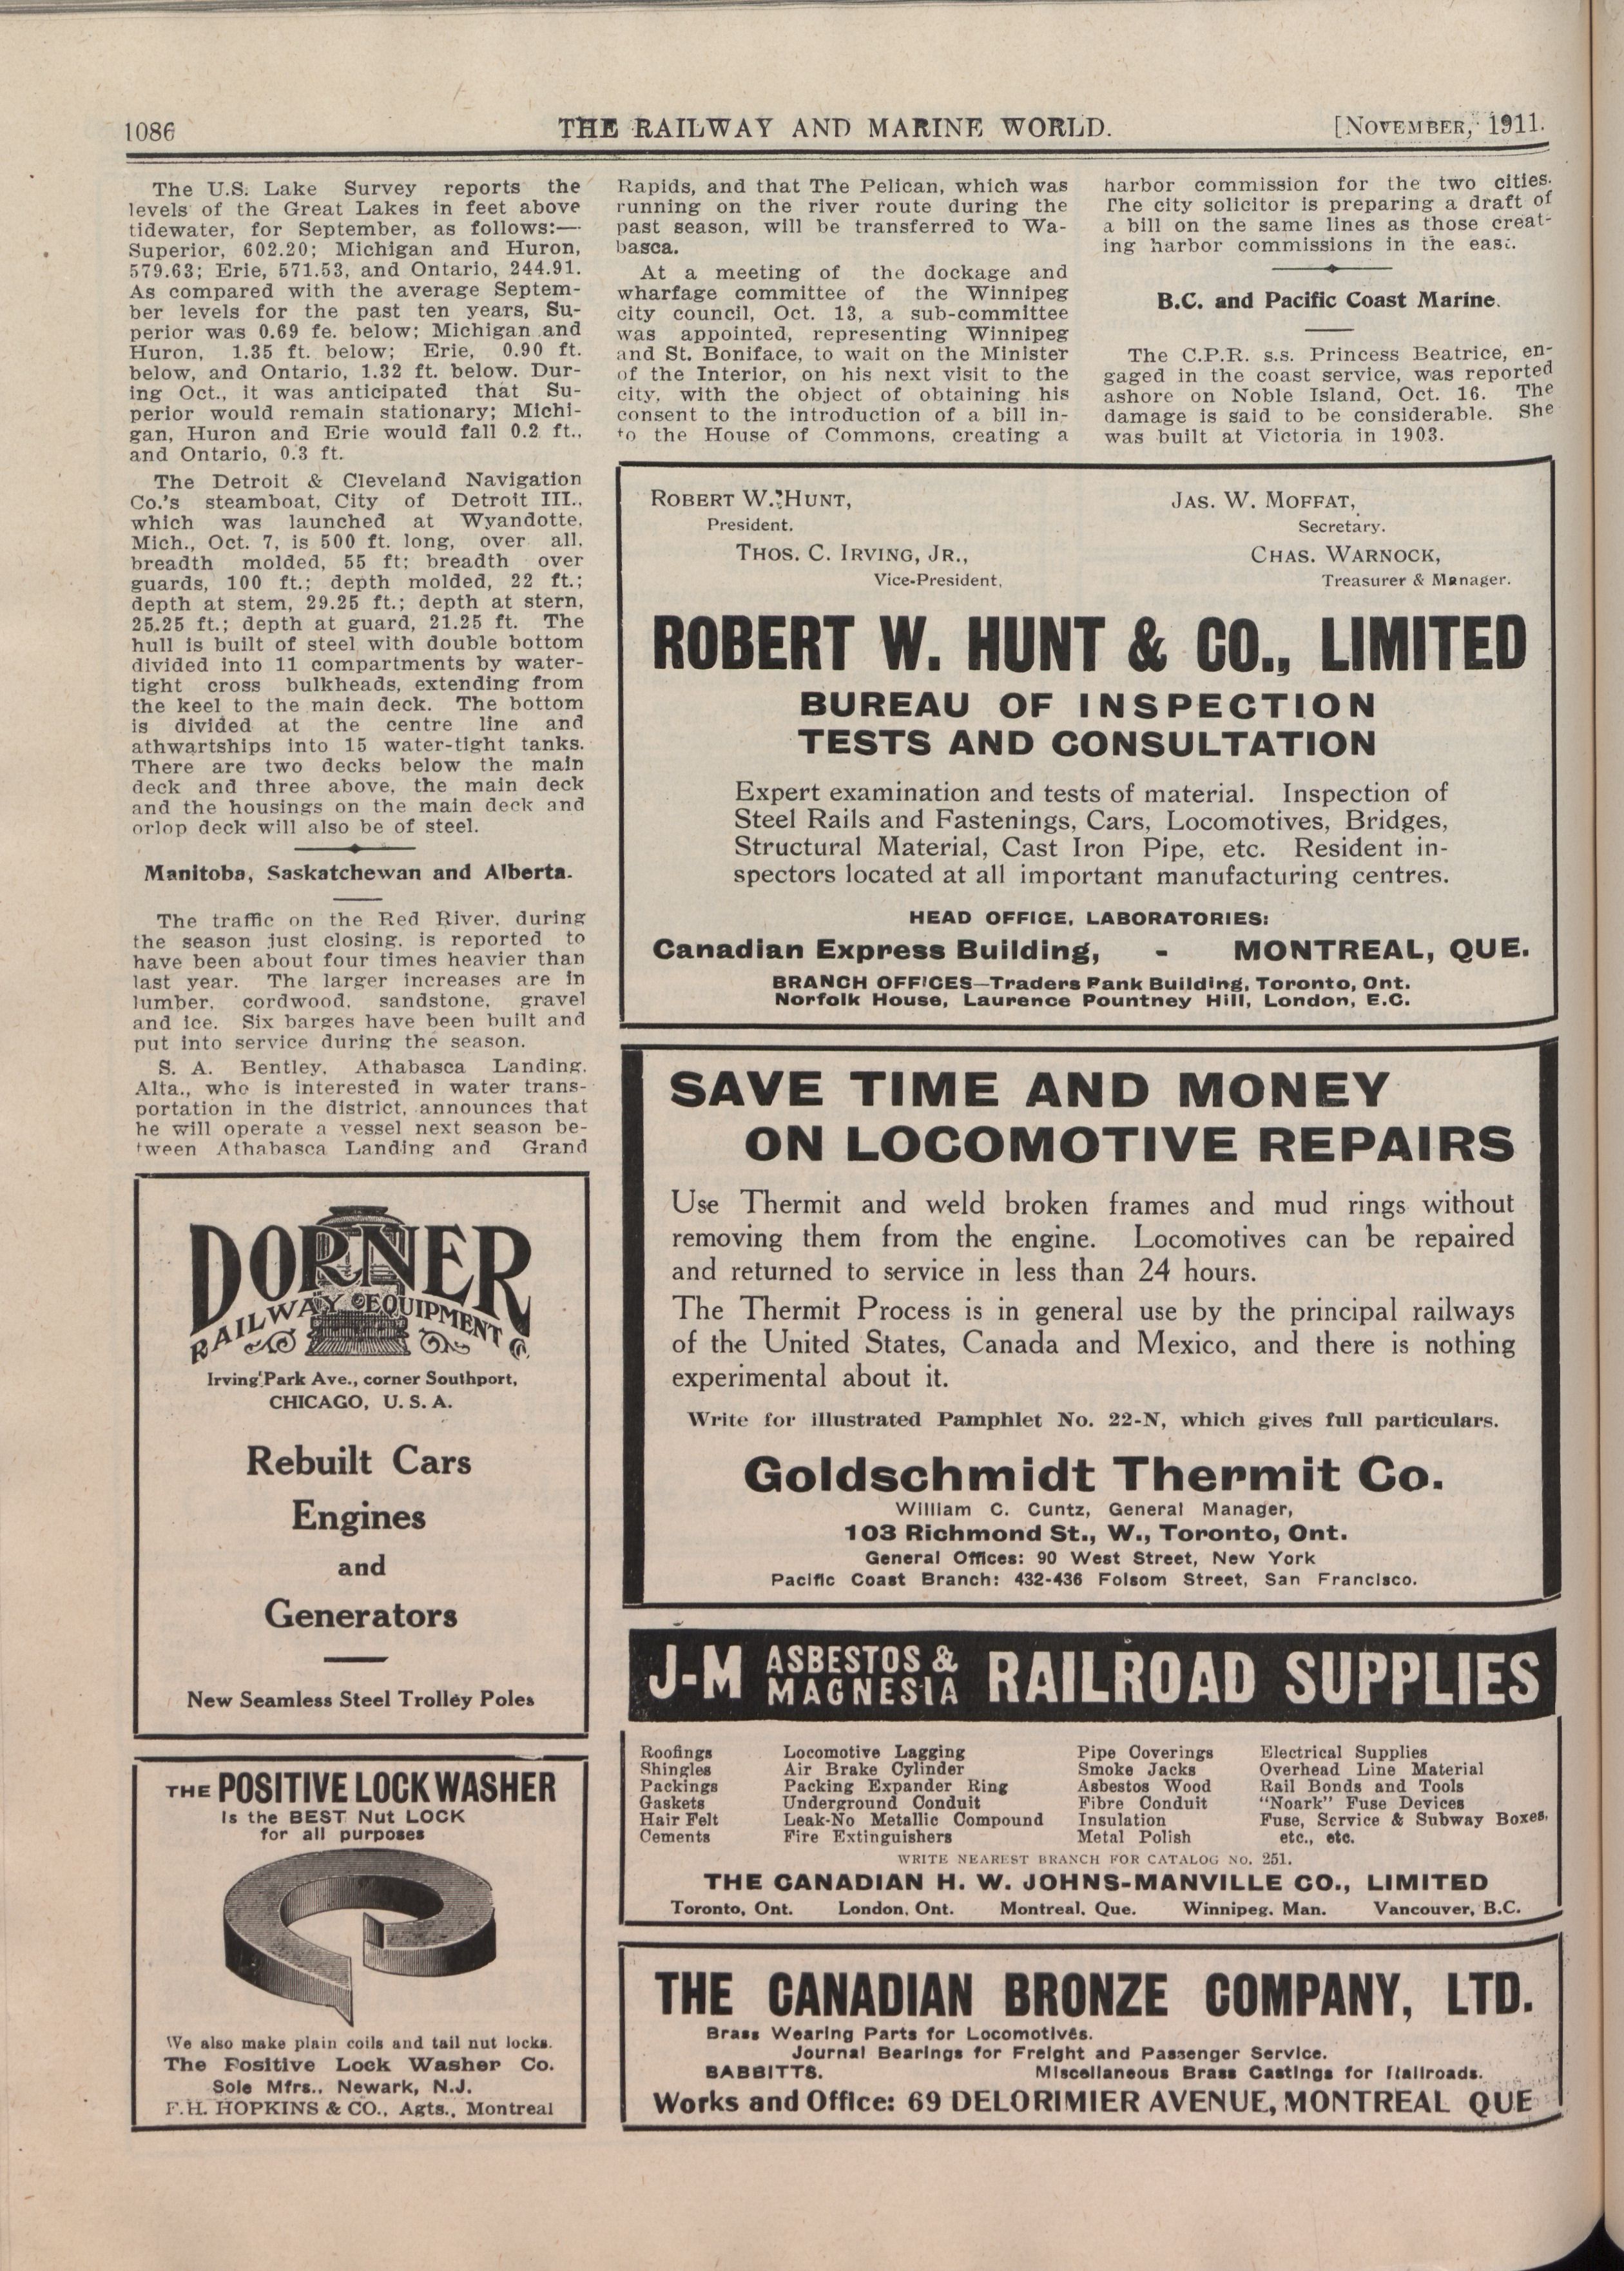 1086
THE RAILWAY AND MARINE WORLD.
[NOVEMBER, 1911.
The U.S. Lake Survey reports the
levels of the Great Lakes in feet above
tidewater, for September, as follows:—
Superior, 602.20; Michigan and Huron,
579.63; Erie, 571.53, and Ontario, 244.91.
As compared with the average Septem-
ber levels for the past ten years, Su-
perior was 0.69 fe. below; Michigan and
Huron, 1.35 ft. below; Erie, 0.90 ft.
below, and Ontario, 1.32 ft. below. Dur-
ing Oct., it was anticipated that Su-
perior would remain stationary; Michi-
gan, Huron and Erie would fall 0.2 ft.,
and Ontario, 0.3 ft.
The Detroit & Cleveland Navigation
Co.'s steamboat, City of Detroit III.,
which was launched at Wyandotte,
Mich., Oct. 7, is 500 ft. long, over all,
breadth molded, 55 ft; breadth over
guards, 100 ft.; depth molded, 22 ft.;
depth at stem, 29.25 ft.; depth at stern,
25.25 ft.; depth at guard, 21.25 ft. The
hull is built of steel with double bottom
divided into 11 compartments by water-
tight cross bulkheads, extending from
the keel to the main deck. The bottom
is divided at the centre line and
athwartships into 15 water-tight tanks.
There are two decks below the main
deck and three above, the main deck
and the housings on the main deck and
orlop deck will also be of steel.
Manitoba, Saskatchewan and Alberta.
The traffic on the Red River, during
the season just closing, is reported to
have been about four times heavier than
last year. The larger increases are in
lumber, cordwood, sandstone, gravel
and ice. Six barges have been built and
put into service during the season.
S. A. Bentley, Athabasca Landing,
Alta., who is interested in water trans-
portation in the district, announces that
he will operate a vessel next season be-
tween Athabasca Landing and Grand
Rapids, and that The Pelican, which was
running on the river route during the
past season, will be transferred to Wa-
basca.
At a meeting of the dockage and
wharfage committee of the Winnipeg
city council, Oct. 13, a sub-committee
was appointed, representing Winnipeg
and St. Boniface, to wait on the Minister
of the Interior, on his next visit to the
city, with the object of obtaining his
consent to the introduction of a bill in-
to the House of Commons, creating a
harbor commission for the two cities.
The city solicitor is preparing a draft of
a bill on the same lines as those creat-
ing harbor commissions in the east.
B.C. and Pacific Coast Marine.
The C.P.R. s.s. Princess Beatrice, en-
gaged in the coast service, was reported
ashore on Noble Island, Oct. 16. The
damage is said to be considerable. She
was built at Victoria in 1903.
ROBERT W. HUNT,
President.
THOS. C. IRVING, JR.,
Vice-President,
JAS. W. MOFFAT,
Secretary.
CHAS. WARNOCK,
Treasurer & Manager.
ROBERT W. HUNT & CO., LIMITED
BUREAU OF INSPECTION
TESTS AND CONSULTATION
Expert examination and tests of material. Inspection of
Steel Rails and Fastenings, Cars, Locomotives, Bridges,
Structural Material, Cast Iron Pipe, etc. Resident in-
spectors located at all important manufacturing centres.
HEAD OFFICE, LABORATORIES:
Canadian Express Building, - MONTREAL, QUE.
BRANCH OFFICES—Traders Pank Building, Toronto, Ont.
Norfolk House, Laurence Pountney Hill, London, E.C.
SAVE TIME AND MONEY
ON LOCOMOTIVE REPAIRS
Use Thermit and weld broken frames and mud rings without
removing them from the engine. Locomotives can be repaired
and returned to service in less than 24 hours.
The Thermit Process is in general use by the principal railways
of the United States, Canada and Mexico, and there is nothing
experimental about it.
Write for illustrated Pamphlet No. 22-N, which gives full particulars.
Goldschmidt Thermit Co.
William C. Cuntz, General Manager,
103 Richmond St., W., Toronto, Ont.
General Offices: 90 West Street, New York
Pacific Coast Branch: 432-436 Folsom Street, San Francisco.
J-M ASBESTOS & MAGNESIA RAILROAD SUPPLIES
Roofings Locomotive Lagging Pipe Coverings Electrical Supplies
Shingles Air Brake Cylinder Smoke Jacks Overhead Line Material
Packings Packing Expander Ring Asbestos Wood Rail Bonds and Tools
Gaskets Underground Conduit Fibre Conduit "Noark" Fuse Devices
Hair Felt Leak-No Metallic Compound Insulation Fuse, Service & Subway Boxes,
Cements Fire Extinguishers Metal Polish etc., etc.
WRITE NEAREST BRANCH FOR CATALOG NO. 251.
THE CANADIAN H. W. JOHNS-MANVILLE CO., LIMITED
Toronto, Ont. London, Ont. Montreal, Que. Winnipeg, Man. Vancouver, B.C.
THE CANADIAN BRONZE COMPANY, LTD.
Brass Wearing Parts for Locomotives.
Journal Bearings for Freight and Passenger Service.
BABBITTS. Miscellaneous Brass Castings for Railroads.
Works and Office: 69 DELORIMIER AVENUE, MONTREAL QUE
DORNER
RAILWAY EQUIPMENT Co.
Irving Park Ave., corner Southport,
CHICAGO, U. S. A.
Rebuilt Cars
Engines
and
Generators
New Seamless Steel Trolley Poles
THE POSITIVE LOCK WASHER
Is the BEST Nut LOCK
for all purposes
We also make plain coils and tail nut locks.
The Positive Lock Washer Co.
Sole Mfrs., Newark, N.J.
F.H. HOPKINS & CO., Agts., Montreal